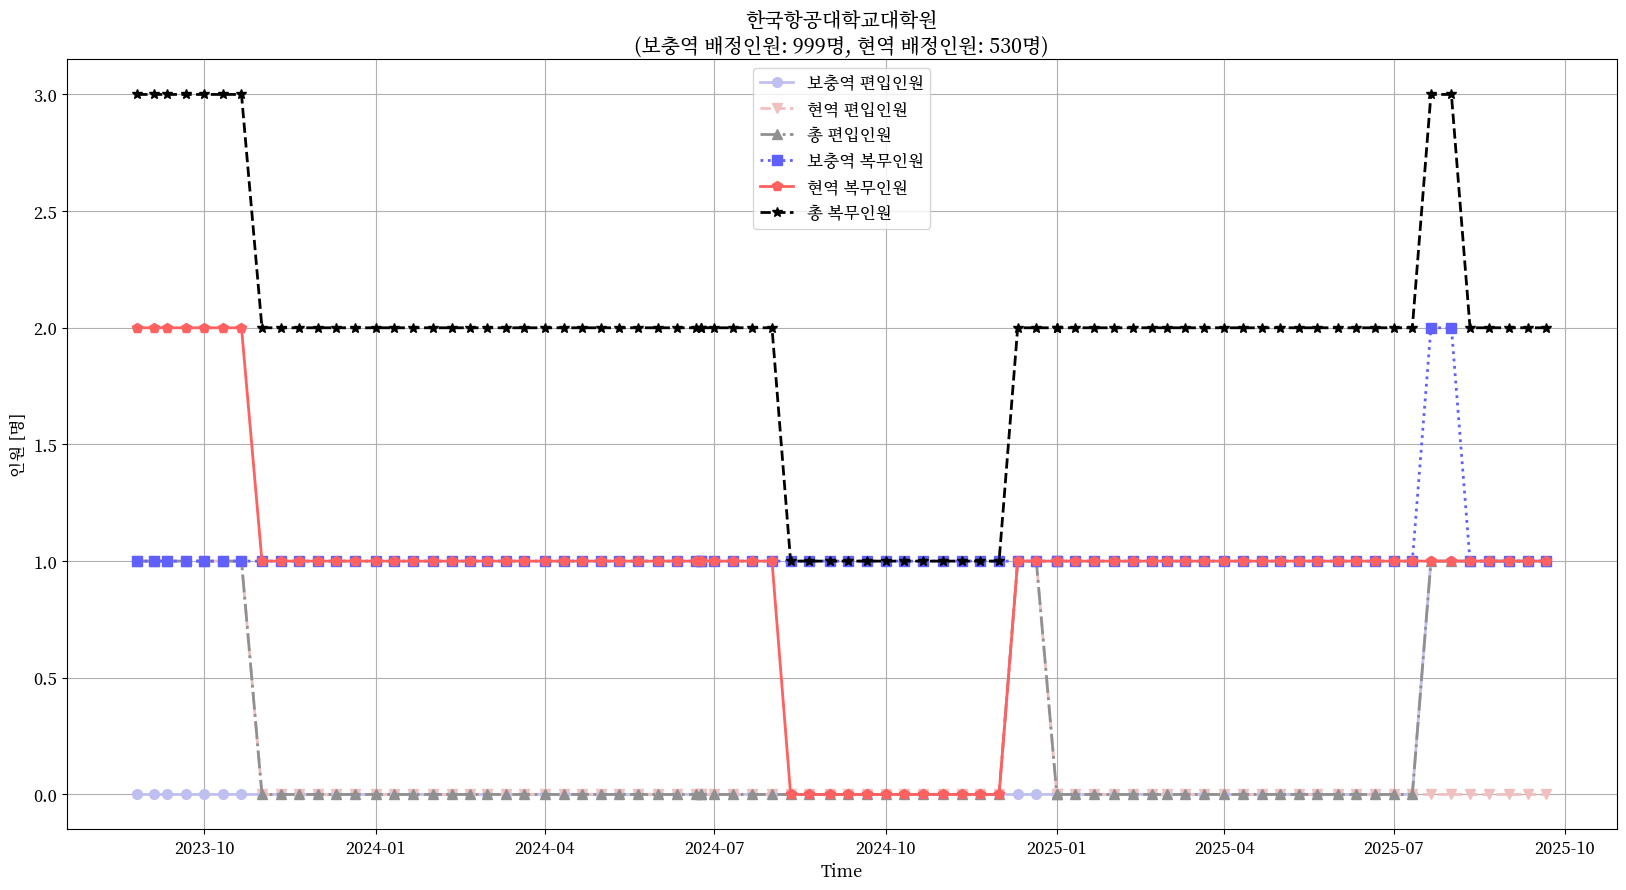 한국항공대학교대학원
(보충역 배정인원: 999명, 현역 배정인원: 530명)
보충역 편입인원
현역 편입인원
총 편입인원
보충역 복무인원
현역 복무인원
총 복무인원
3.0
2.5
2.0
1.5
1.0
0.5
0.0
인원 [명]
2023-10
2024-01
2024-04
2024-07
2024-10
2025-01
2025-04
2025-07
2025-10
Time